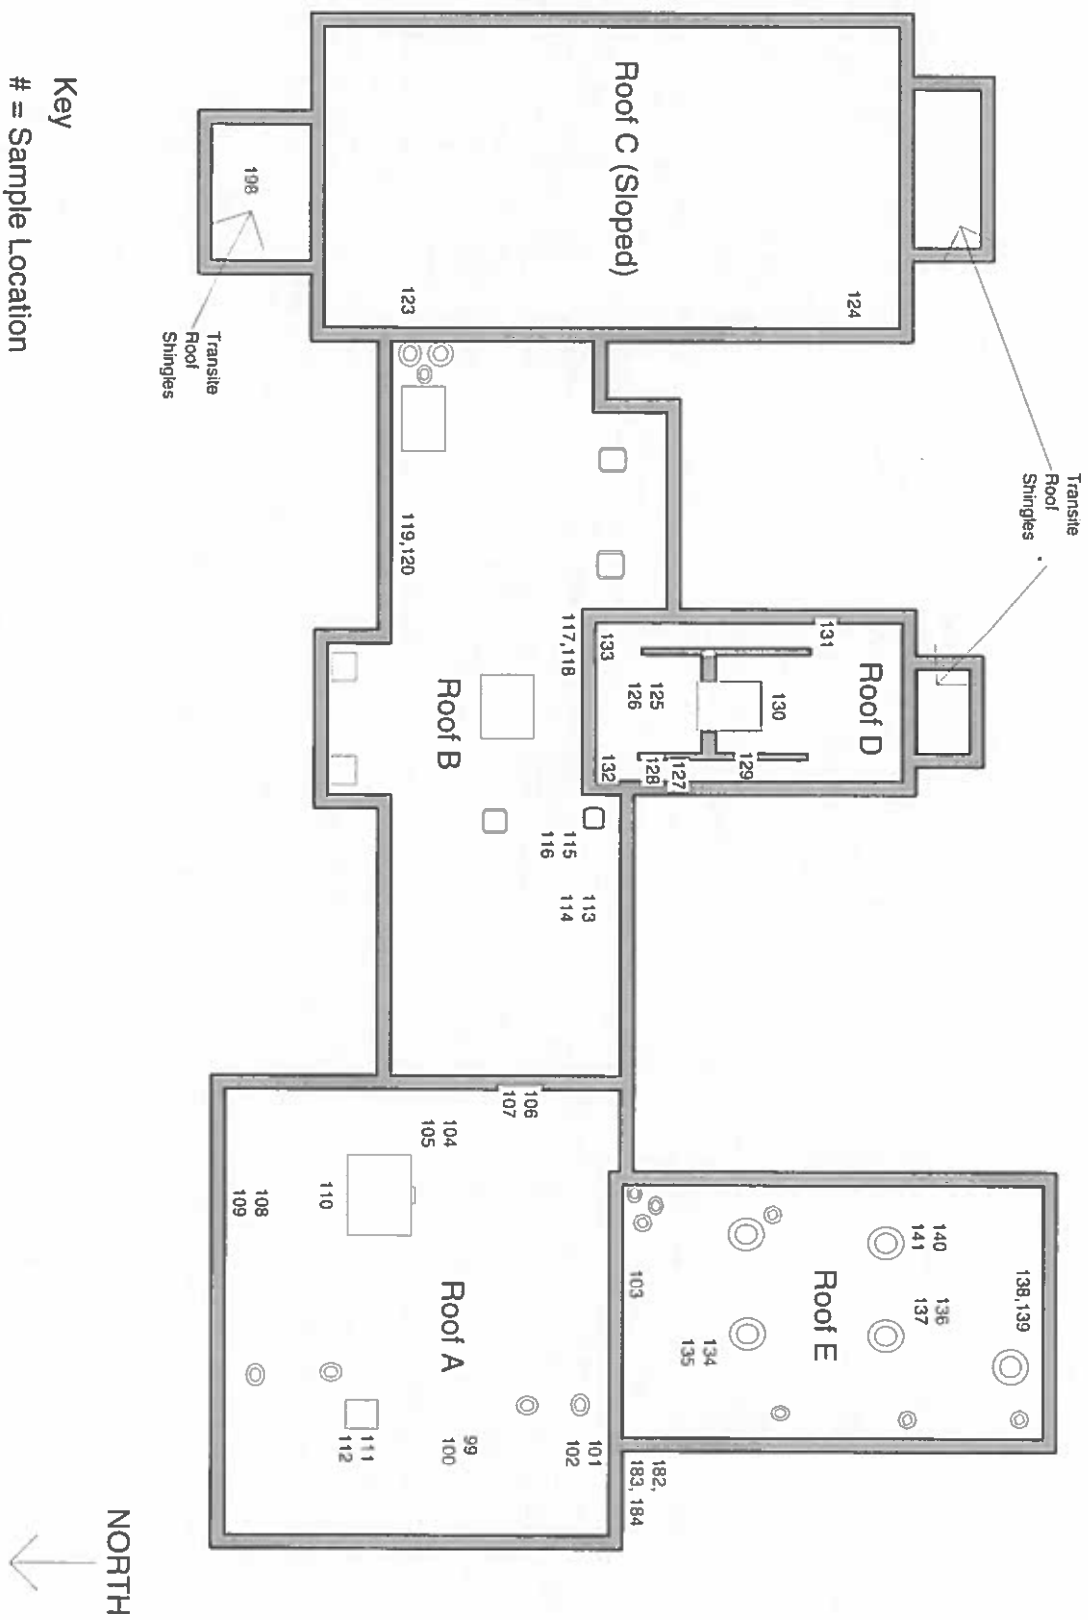 Transite
Roof
Shingles
Transite
Roof
Shingles
Roof C (Sloped)
124
123
198
Roof D
131
130
129
133
125
126
128
127
132
117,118
119,120
Roof B
115
116
113
114
138,139
140
141
136
137
Roof E
134
135
103
182,
183, 184
106
107
104
105
110
108
109
Roof A
101
102
99
100
111
112
Key
# = Sample Location
NORTH